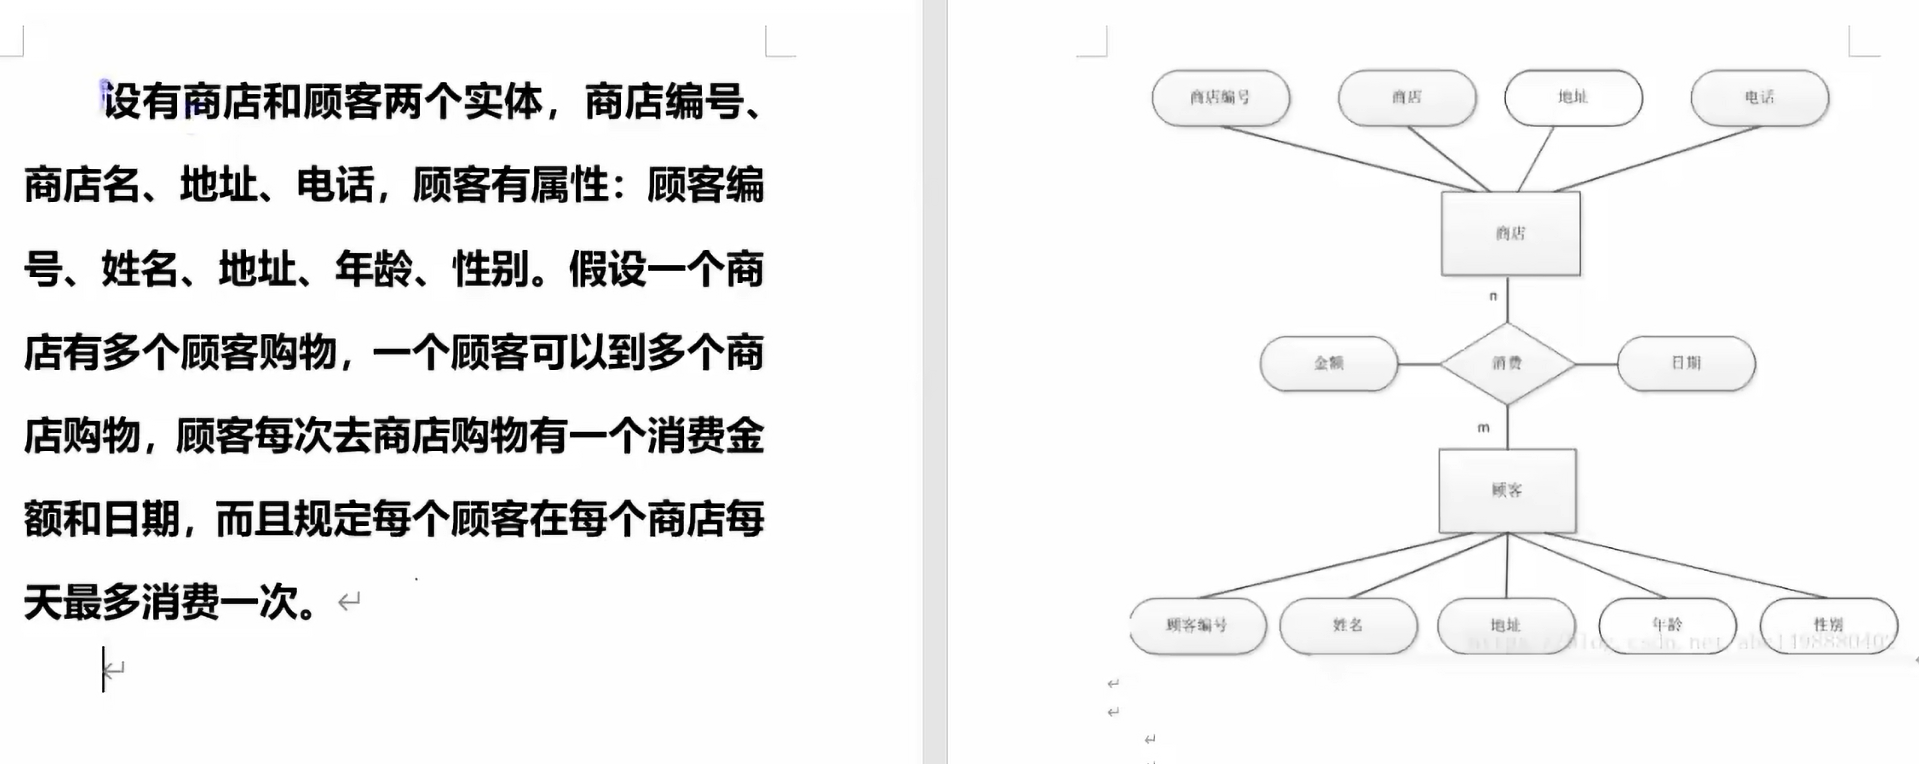 设有商店和顾客两个实体，商店编号、
商店名、地址、电话，顾客有属性：顾客编
号、姓名、地址、年龄、性别。假设一个商
店有多个顾客购物，一个顾客可以到多个商
店购物，顾客每次去商店购物有一个消费金
额和日期，而且规定每个顾客在每个商店每
天最多消费一次。
商店编号 商店 地址 电话
商店
n
金额 消费 日期
m
顾客
顾客编号 姓名 地址 年龄 性别